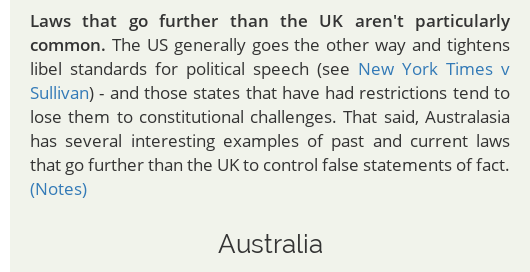 Laws that go further than the UK aren't particularly
common. The US generally goes the other way and tightens
libel standards for political speech (see New York Times v
Sullivan) - and those states that have had restrictions tend to
lose them to constitutional challenges. That said, Australasia
has several interesting examples of past and current laws
that go further than the UK to control false statements of fact.
(Notes)
Australia